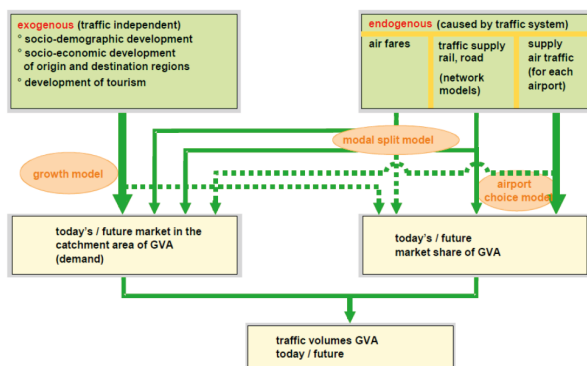 exogenous (traffic independent)
° socio-demographic development
° socio-economic development
of origin and destination regions
° development of tourism
endogenous (caused by traffic system)
air fares
traffic supply
rail, road
(network
models)
supply
air traffic
(for each
airport)
modal split model
growth model
airport
choice model
today's / future market in the
catchment area of GVA
(demand)
today's / future
market share of GVA
traffic volumes GVA
today / future